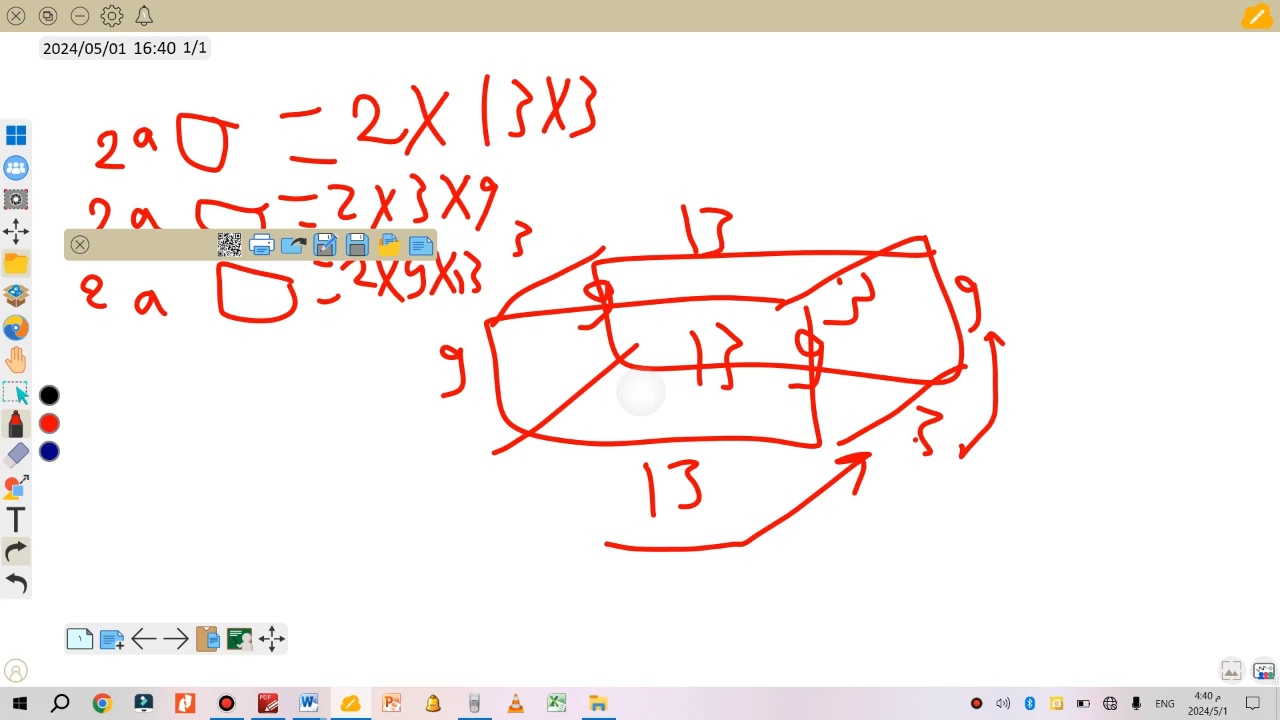 2024/05/01 16:40 1/1
2a = 2 X 13 X 3
2a = 2 X 3 X 9
2 a = 2 X 9 X 13
3
13
9
3
9
9
13
9
3
13
ENG
م 4:40
2024/5/1